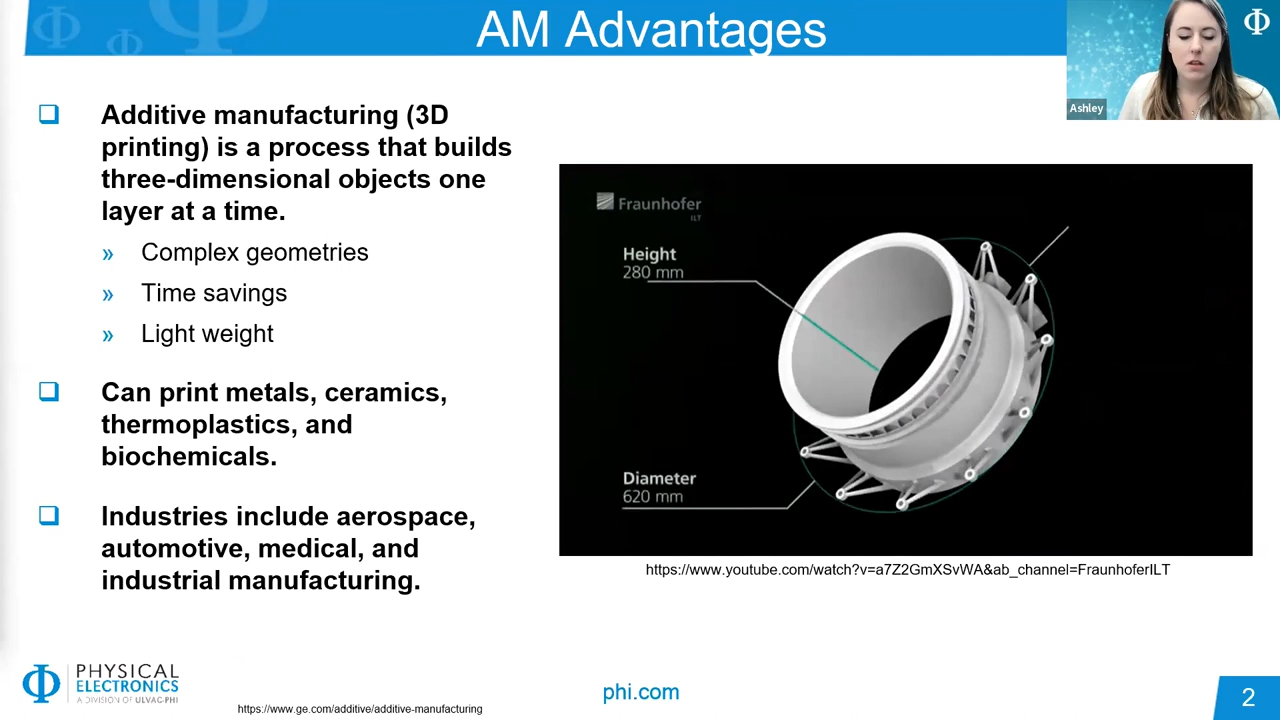 AM Advantages
Φ
Ashley
❑ Additive manufacturing (3D
printing) is a process that builds
three-dimensional objects one
layer at a time.
» Complex geometries
» Time savings
» Light weight
❑ Can print metals, ceramics,
thermoplastics, and
biochemicals.
❑ Industries include aerospace,
automotive, medical, and
industrial manufacturing.
Fraunhofer
ILT
Height
280 mm
Diameter
620 mm
https://www.youtube.com/watch?v=a7Z2GmXSvWA&ab_channel=FraunhoferILT
Φ PHYSICAL
ELECTRONICS
A DIVISION OF ULVAC-PHI
https://www.ge.com/additive/additive-manufacturing
phi.com
2